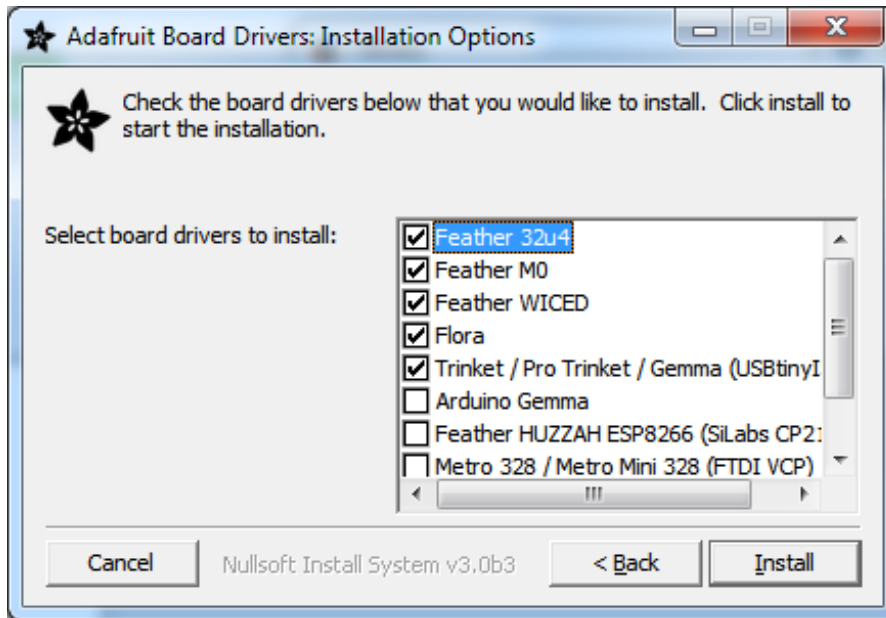 Adafruit Board Drivers: Installation Options
Check the board drivers below that you would like to install. Click install to
start the installation.
Select board drivers to install:
Feather 32u4
Feather M0
Feather WICED
Flora
Trinket / Pro Trinket / Gemma (USBtinyI
Arduino Gemma
Feather HUZZAH ESP8266 (SiLabs CP21
Metro 328 / Metro Mini 328 (FTDI VCP)
Cancel
Nullsoft Install System v3.0b3
< Back
Install